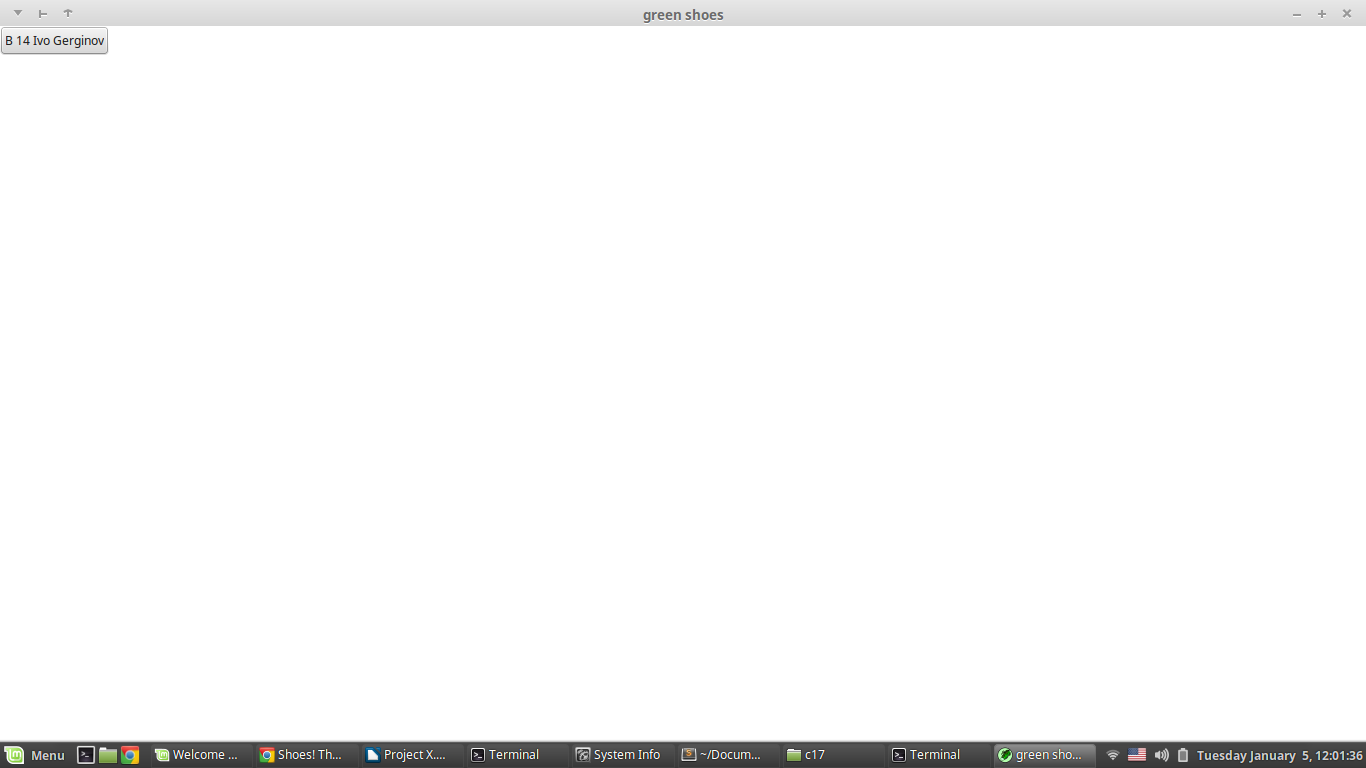 green shoes
B 14 Ivo Gerginov
Menu
Welcome ...
Shoes! Th...
Project X....
Terminal
System Info
~/Docum...
c17
Terminal
green sho...
Tuesday January 5, 12:01:36